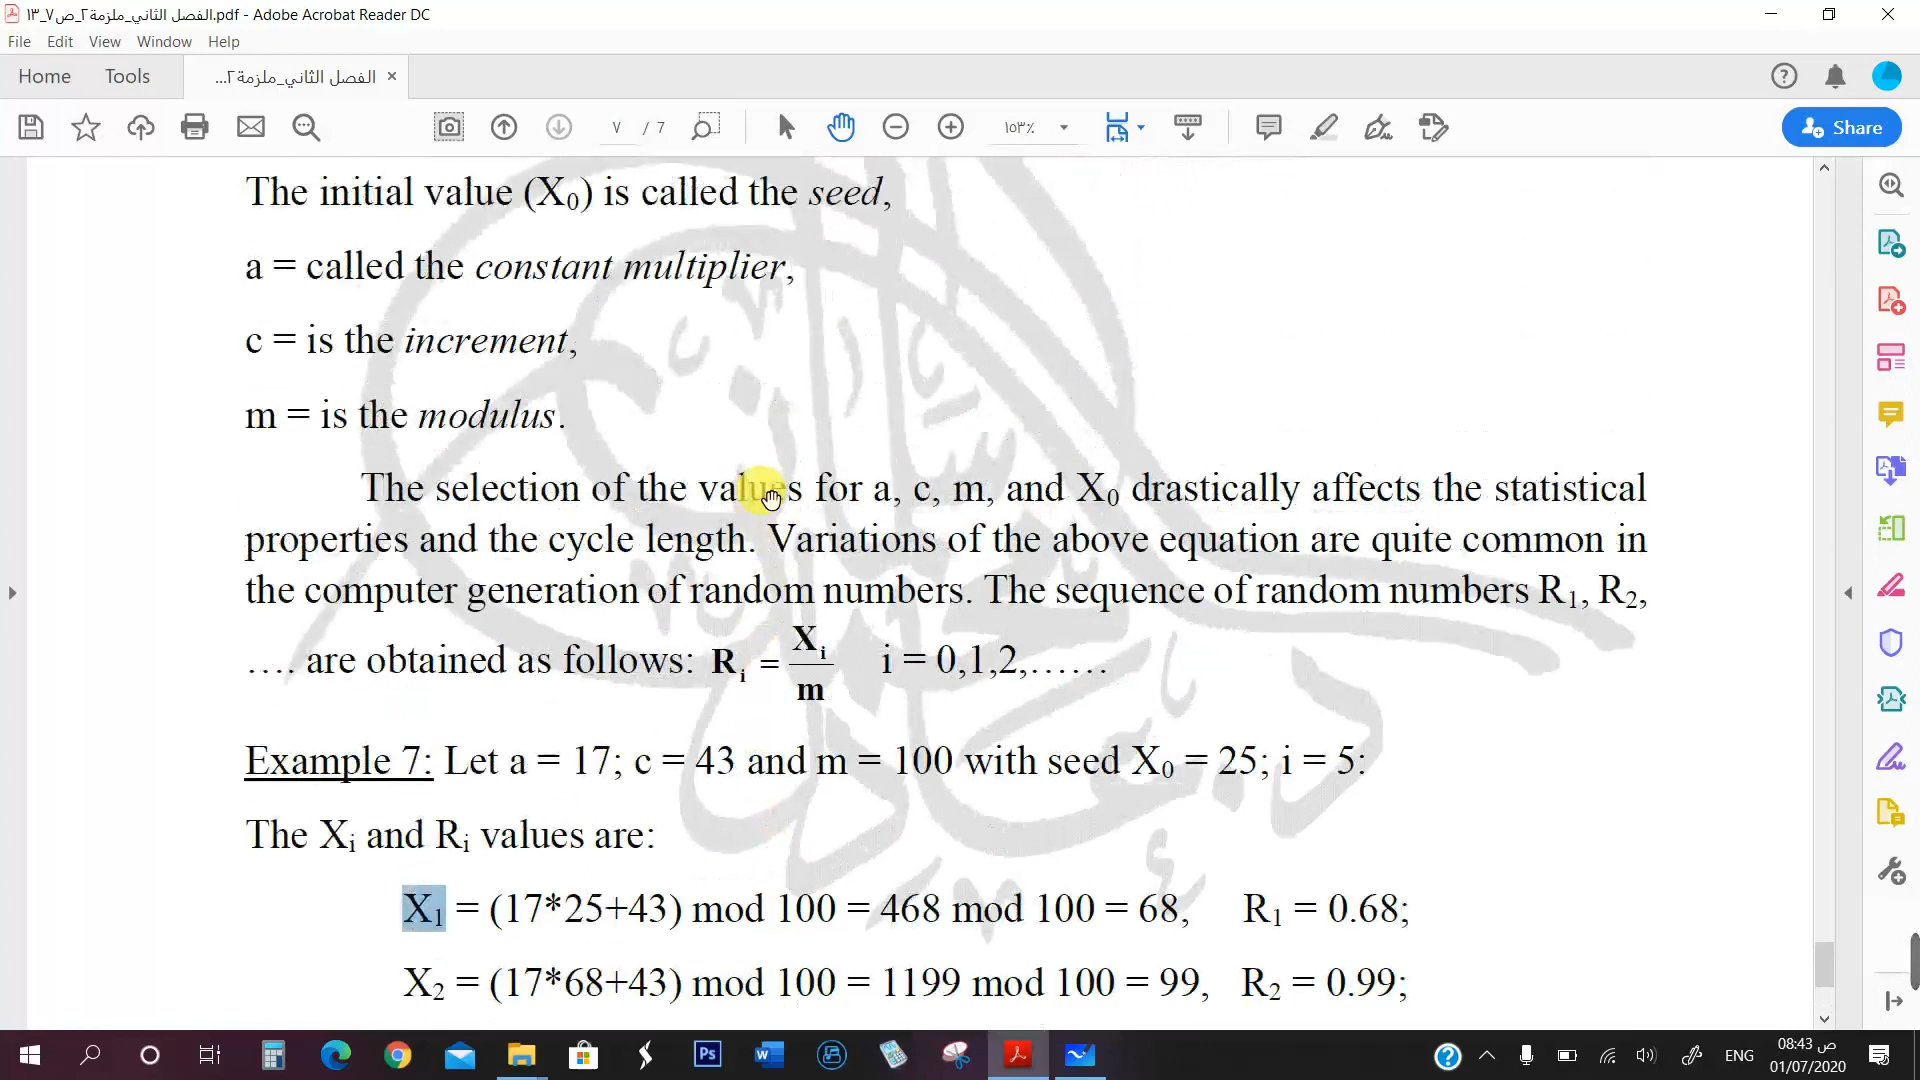 الفصل الثاني_ملزمة٢_ص٧_١٣.pdf - Adobe Acrobat Reader DC
File Edit View Window Help
Home Tools الفصل الثاني_ملزمة٢...
٧ / 7 ١٥٣٪ Share
The initial value (X₀) is called the seed,
a = called the constant multiplier,
c = is the increment,
m = is the modulus.
The selection of the values for a, c, m, and X₀ drastically affects the statistical
properties and the cycle length. Variations of the above equation are quite common in
the computer generation of random numbers. The sequence of random numbers R₁, R₂,
…. are obtained as follows: Rᵢ = Xᵢ / m i = 0,1,2,……
Example 7: Let a = 17; c = 43 and m = 100 with seed X₀ = 25; i = 5:
The Xᵢ and Rᵢ values are:
X₁ = (17*25+43) mod 100 = 468 mod 100 = 68, R₁ = 0.68;
X₂ = (17*68+43) mod 100 = 1199 mod 100 = 99, R₂ = 0.99;
ENG 08:43 ص
01/07/2020